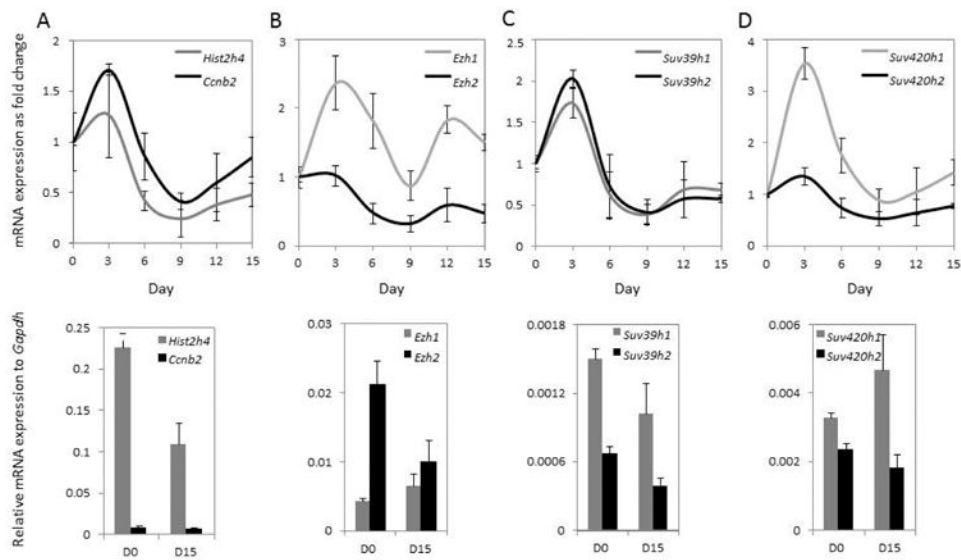 A
B
C
D
mRNA expression as fold change
2
1.5
1
0.5
0
Hist2h4
Ccnb2
0 3 6 9 12 15
Day
3
2
1
0
Ezh1
Ezh2
0 3 6 9 12 15
Day
2.5
2
1.5
1
0.5
0
Suv39h1
Suv39h2
0 3 6 9 12 15
Day
4
3
2
1
0
Suv420h1
Suv420h2
0 3 6 9 12 15
Day
Relative mRNA expression to Gapdh
0.25
0.2
0.15
0.1
0.05
0
Hist2h4
Ccnb2
D0 D15
0.03
0.02
0.01
0
Ezh1
Ezh2
D0 D15
0.0018
0.0012
0.0006
0
Suv39h1
Suv39h2
D0 D15
0.006
0.004
0.002
0
Suv420h1
Suv420h2
D0 D15